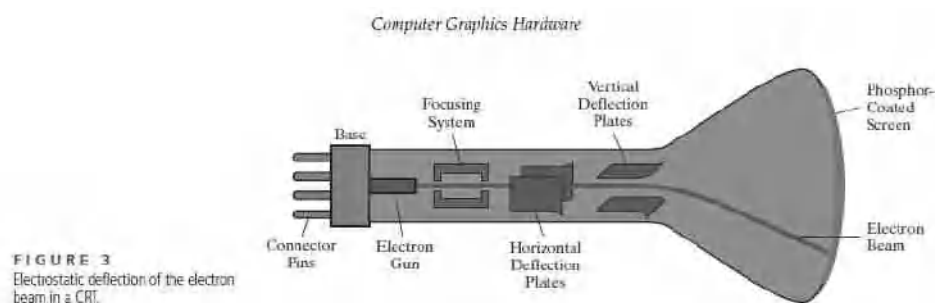 Computer Graphics Hardware
Vertical
Deflection
Plates
Phosphor-
Coated
Screen
Focusing
System
Base
Connector
Pins
Electron
Gun
Horizontal
Deflection
Plates
Electron
Beam
FIGURE 3
Electrostatic deflection of the electron
beam in a CRT.